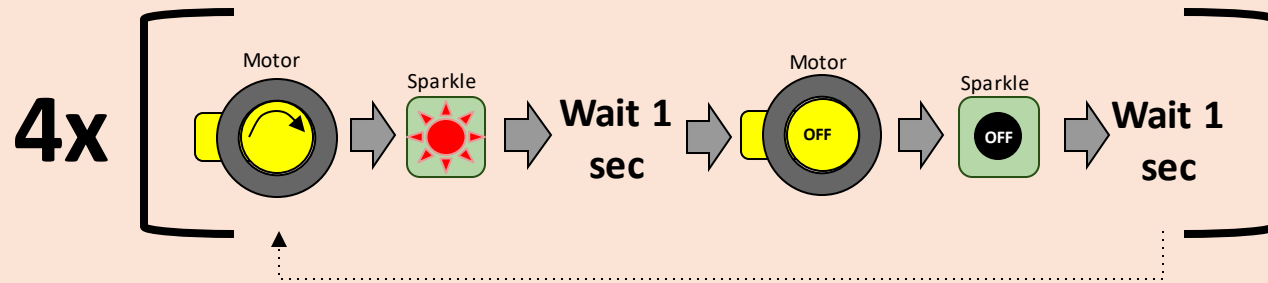 4x
Motor
Sparkle
Wait 1
sec
Motor
OFF
Sparkle
OFF
Wait 1
sec